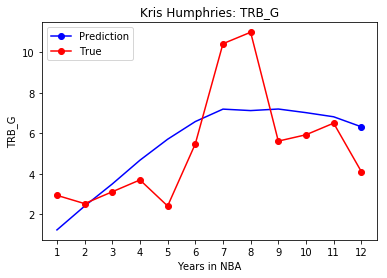 Kris Humphries: TRB_G
Prediction
True
TRB_G
10
8
6
4
2
1 2 3 4 5 6 7 8 9 10 11 12
Years in NBA